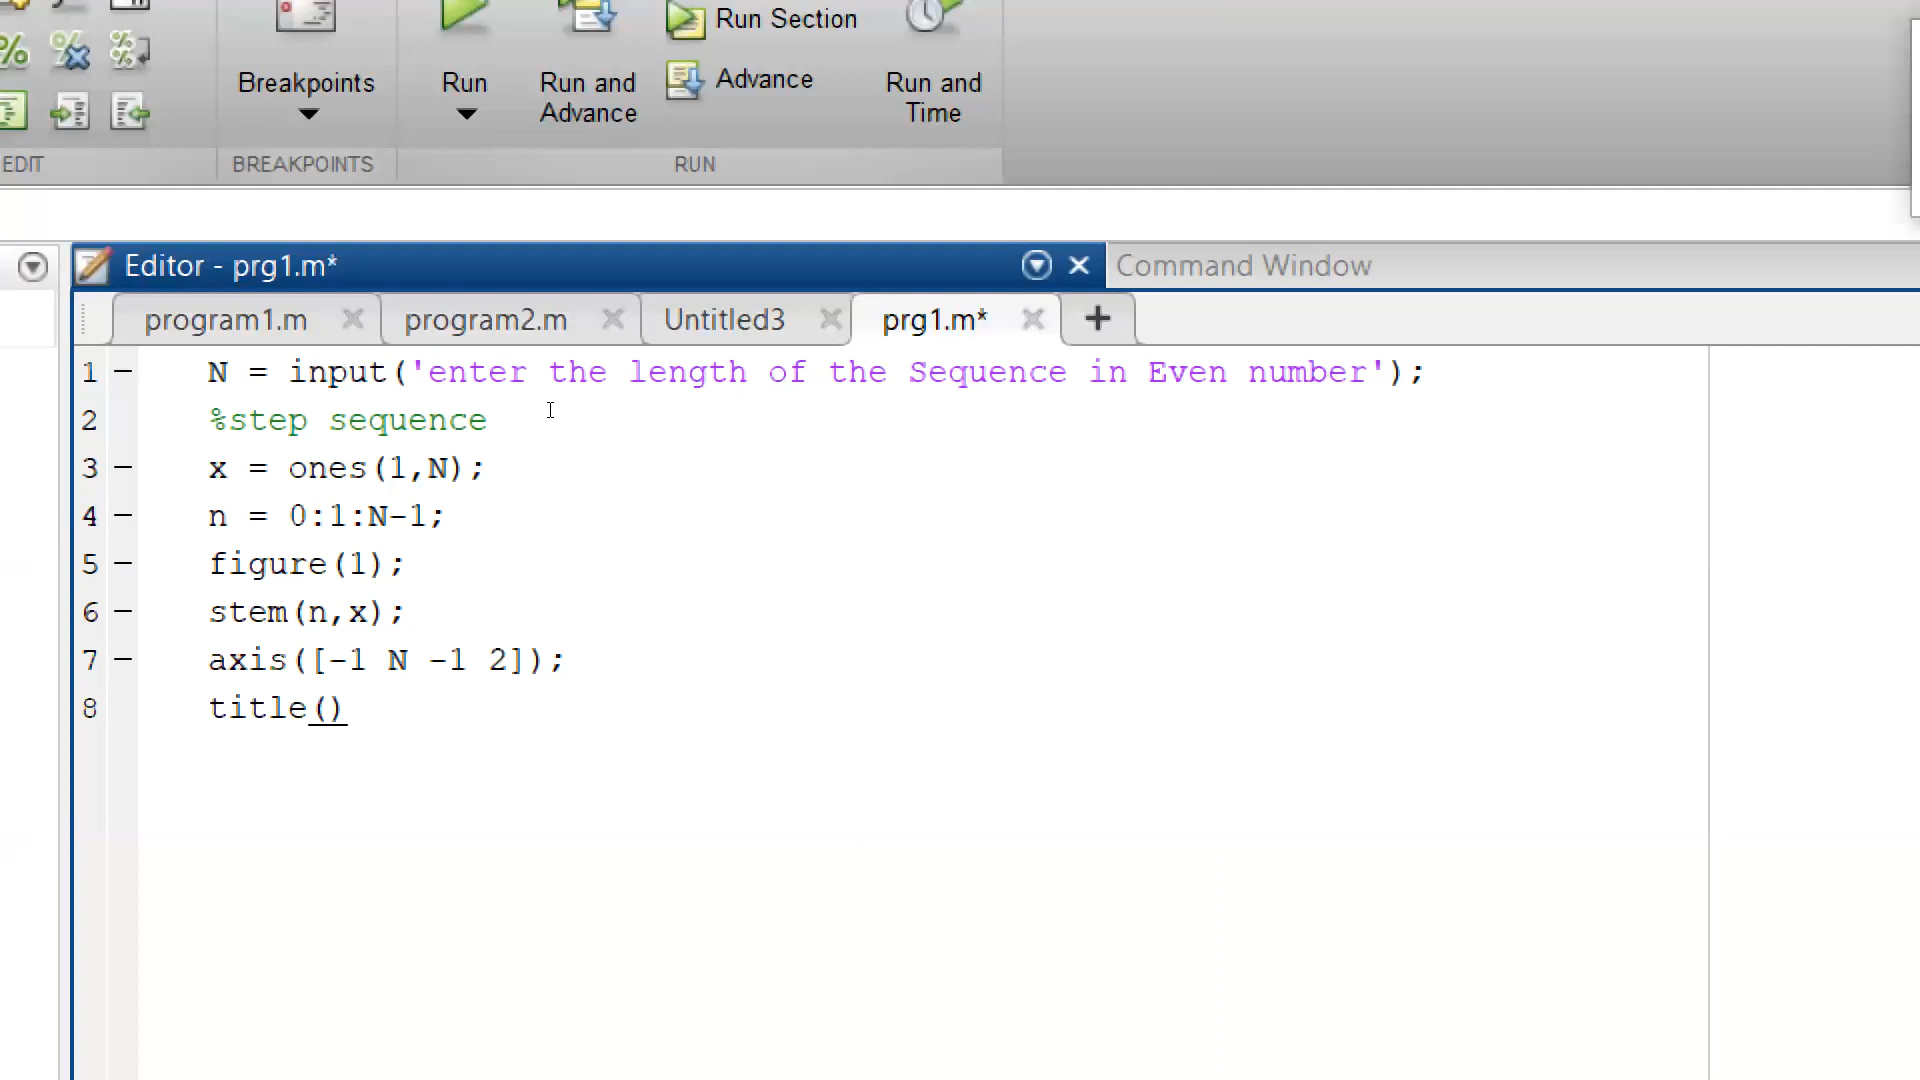 Run Section
Breakpoints
Run
Run and
Advance
Advance
Run and
Time
EDIT
BREAKPOINTS
RUN
Editor - prg1.m*
Command Window
program1.m
program2.m
Untitled3
prg1.m*
1 N = input('enter the length of the Sequence in Even number');
2 %step sequence
3 x = ones(1,N);
4 n = 0:1:N-1;
5 figure(1);
6 stem(n,x);
7 axis([-1 N -1 2]);
8 title()